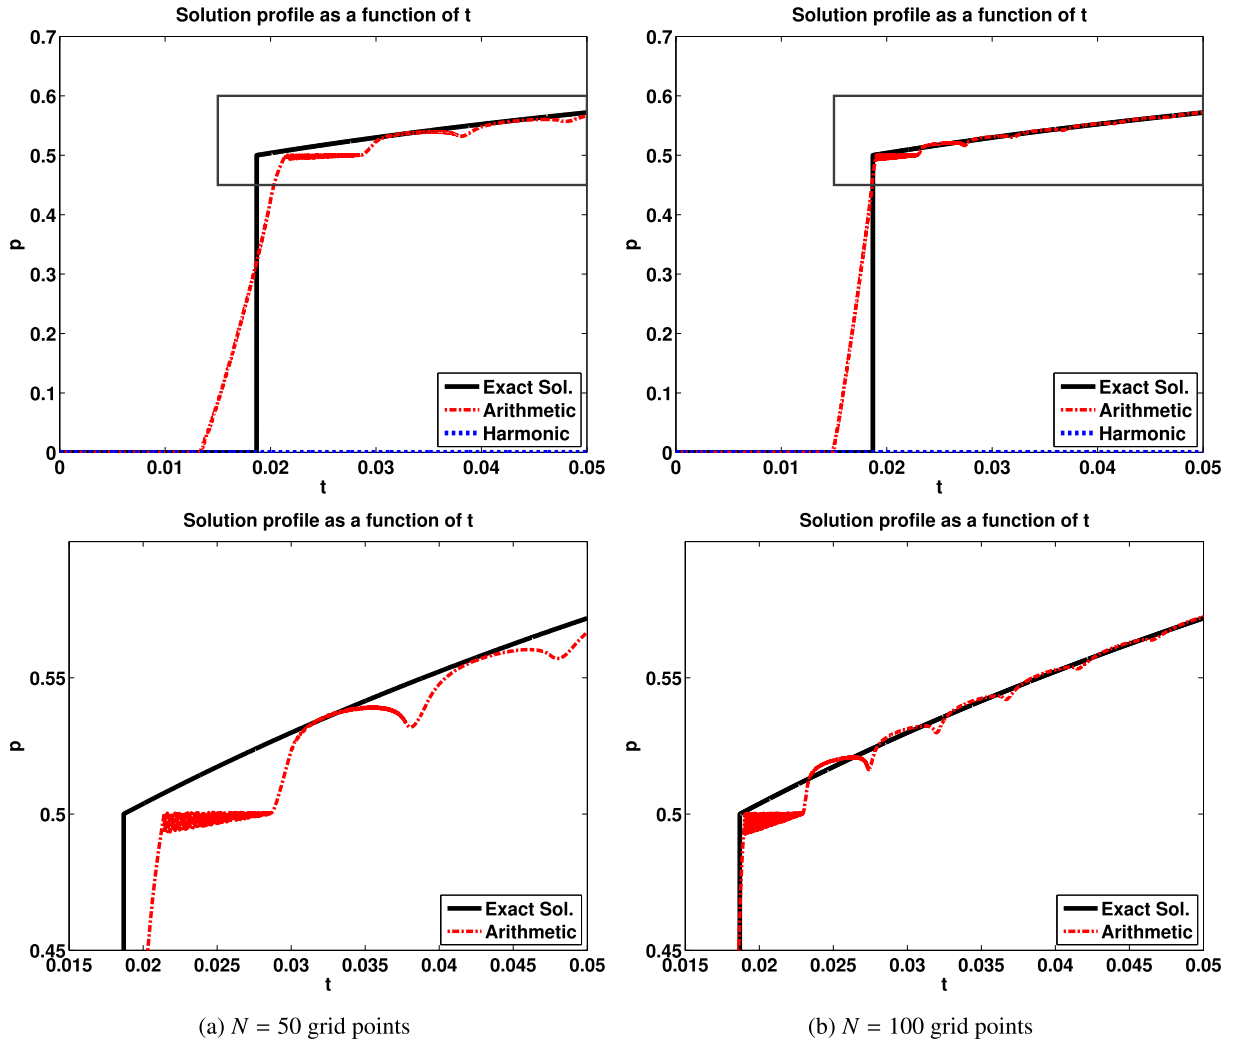 Solution profile as a function of t
0.7
0.6
0.5
0.4
0.3
0.2
0.1
0
p
0 0.01 0.02 0.03 0.04 0.05
t
Exact Sol.
Arithmetic
Harmonic
Solution profile as a function of t
0.7
0.6
0.5
0.4
0.3
0.2
0.1
0
p
0 0.01 0.02 0.03 0.04 0.05
t
Exact Sol.
Arithmetic
Harmonic
Solution profile as a function of t
0.55
0.5
0.45
p
0.015 0.02 0.025 0.03 0.035 0.04 0.045 0.05
t
Exact Sol.
Arithmetic
Solution profile as a function of t
0.55
0.5
0.45
p
0.015 0.02 0.025 0.03 0.035 0.04 0.045 0.05
t
Exact Sol.
Arithmetic
(a) N = 50 grid points
(b) N = 100 grid points